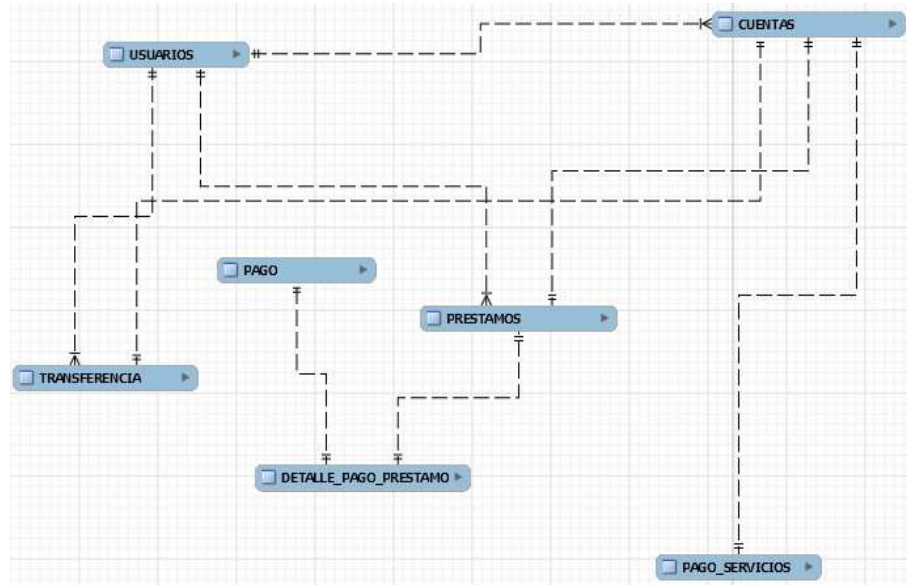 CUENTAS
USUARIOS
PAGO
PRESTAMOS
TRANSFERENCIA
DETALLE_PAGO_PRESTAMO
PAGO_SERVICIOS